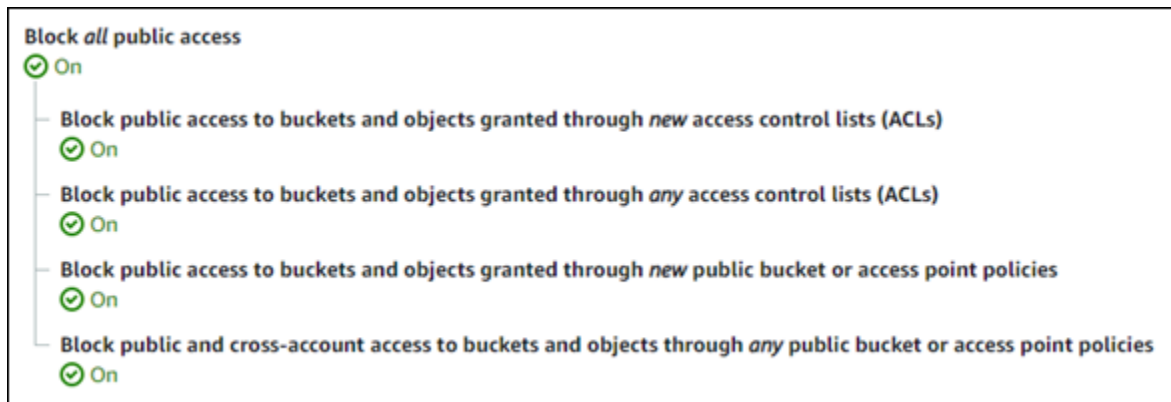 Block all public access
On
Block public access to buckets and objects granted through new access control lists (ACLs)
On
Block public access to buckets and objects granted through any access control lists (ACLs)
On
Block public access to buckets and objects granted through new public bucket or access point policies
On
Block public and cross-account access to buckets and objects through any public bucket or access point policies
On